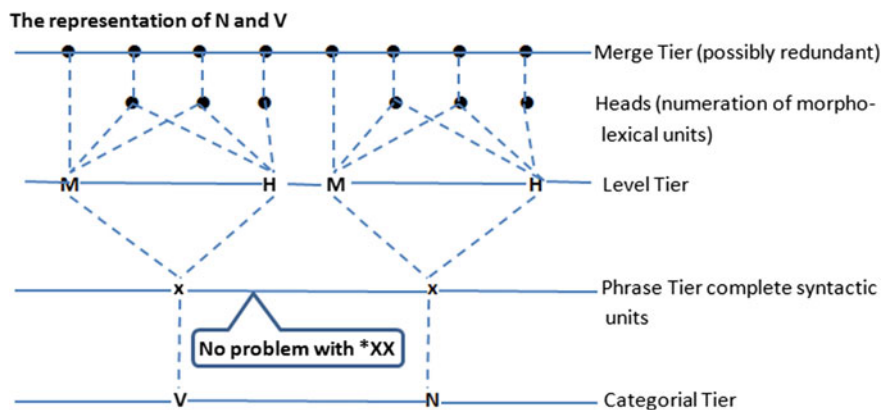 The representation of N and V
Merge Tier (possibly redundant)
Heads (numeration of morpho-
lexical units)
M H M H Level Tier
x x Phrase Tier complete syntactic
units
No problem with *XX
V N Categorial Tier